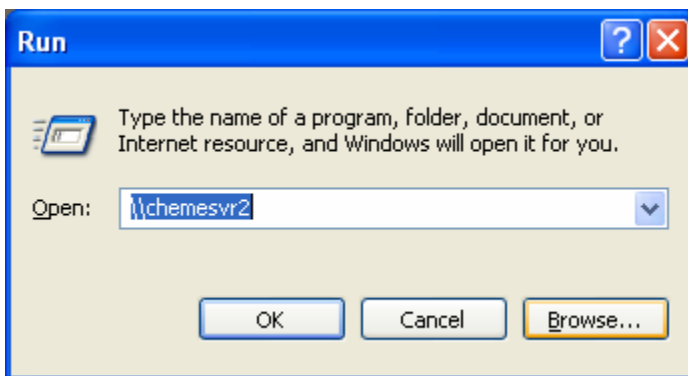 Run
Type the name of a program, folder, document, or
Internet resource, and Windows will open it for you.
Open: \\chemesvr2
OK Cancel Browse...